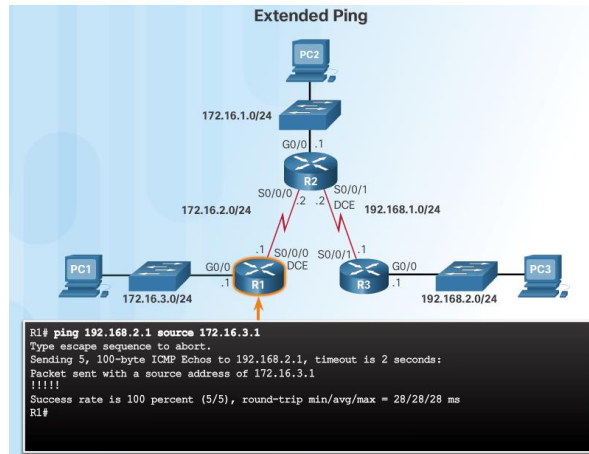 Extended Ping
PC2
172.16.1.0/24
G0/0 .1
R2
S0/0/0 S0/0/1
.2 .2 DCE
172.16.2.0/24 192.168.1.0/24
.1 S0/0/0 S0/0/1 .1
DCE
PC1 G0/0 R1 R3 G0/0 PC3
.1 .1
172.16.3.0/24 192.168.2.0/24
R1# ping 192.168.2.1 source 172.16.3.1
Type escape sequence to abort.
Sending 5, 100-byte ICMP Echos to 192.168.2.1, timeout is 2 seconds:
Packet sent with a source address of 172.16.3.1
!!!!!
Success rate is 100 percent (5/5), round-trip min/avg/max = 28/28/28 ms
R1#